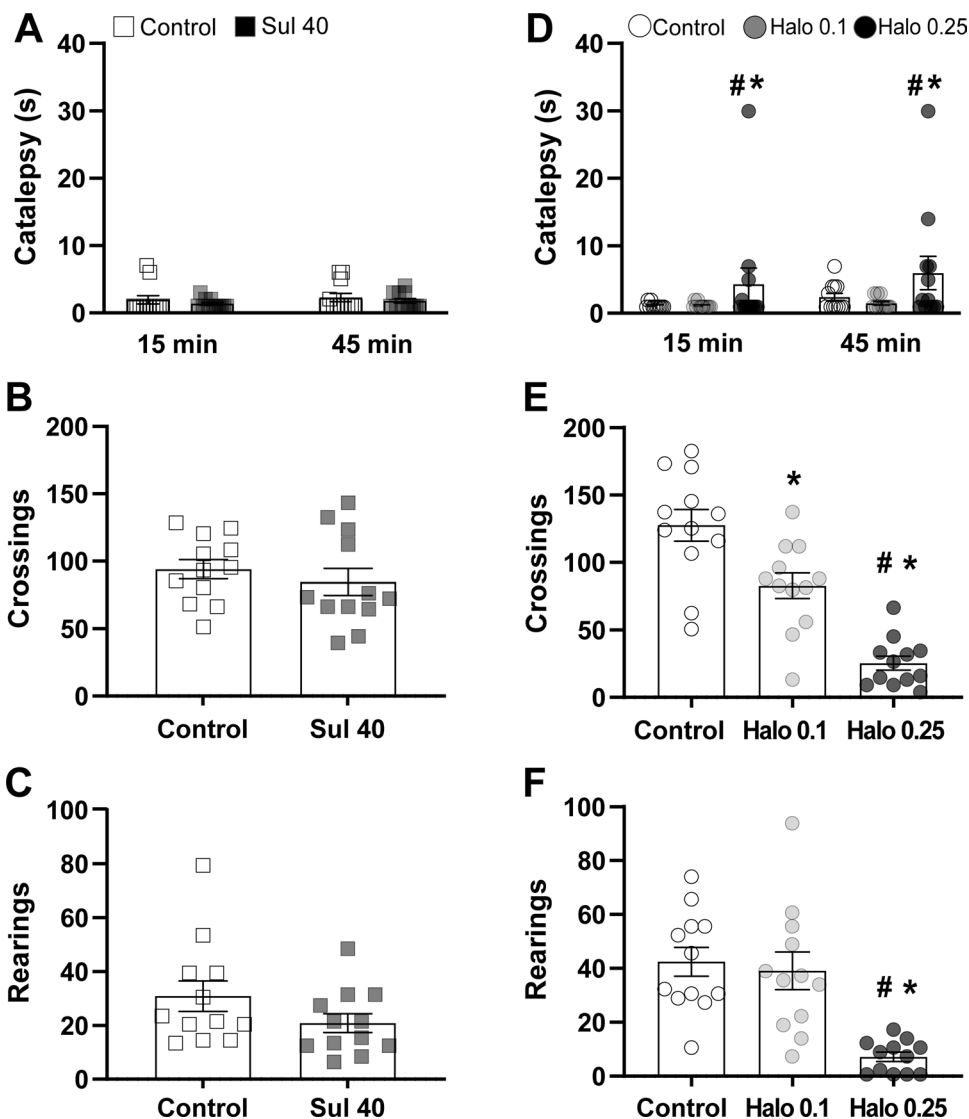 A
Control Sul 40
Catalepsy (s)
40
30
20
10
0
15 min 45 min
D
Control Halo 0.1 Halo 0.25
Catalepsy (s)
40
30
20
10
0
#* #*
15 min 45 min
B
Crossings
200
150
100
50
0
Control Sul 40
E
Crossings
200
150
100
50
0
*
# *
Control Halo 0.1 Halo 0.25
C
Rearings
100
80
60
40
20
0
Control Sul 40
F
Rearings
100
80
60
40
20
0
# *
Control Halo 0.1 Halo 0.25